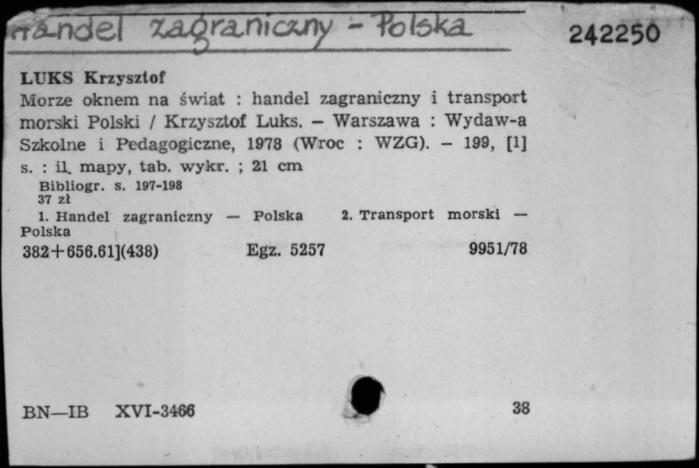 Handel zagraniczny - Polska
242250
LUKS Krzysztof
Morze oknem na świat : handel zagraniczny i transport
morski Polski / Krzysztof Luks. — Warszawa : Wydaw-a
Szkolne i Pedagogiczne, 1978 (Wroc : WZG). — 199, [1]
s. : il. mapy, tab. wykr. ; 21 cm
Bibliogr. s. 197-198
37 zł
1. Handel zagraniczny — Polska 2. Transport morski —
Polska
382+656.61](438) Egz. 5257 9951/78
BN—IB XVI-3466 38